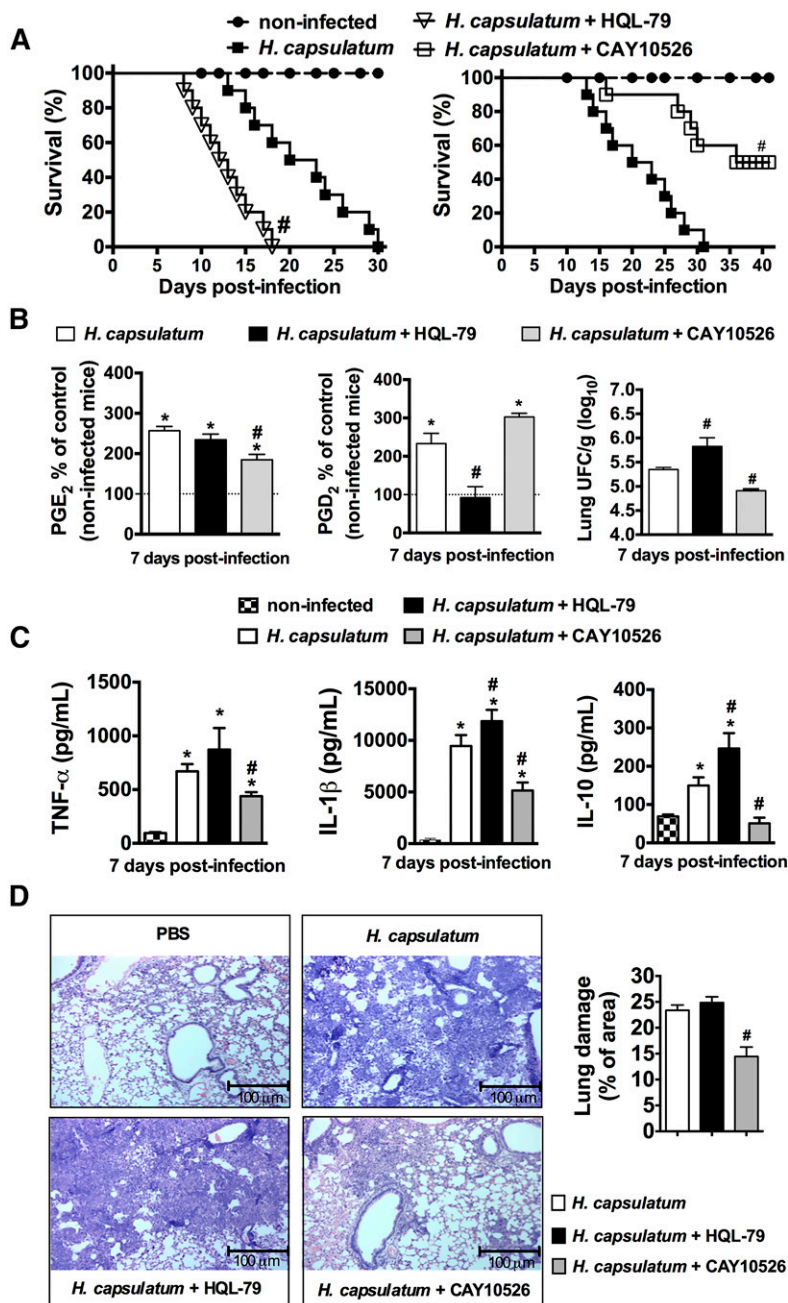 A
non-infected
H. capsulatum
H. capsulatum + HQL-79
H. capsulatum + CAY10526
Survival (%)
100
80
60
40
20
0
0 5 10 15 20 25 30
Days post-infection
#
Survival (%)
100
80
60
40
20
0
0 5 10 15 20 25 30 35 40
Days post-infection
#
B
H. capsulatum
H. capsulatum + HQL-79
H. capsulatum + CAY10526
PGE2 % of control
(non-infected mice)
400
300
200
100
0
* * # *
7 days post-infection
PGD2 % of control
(non-infected mice)
400
300
200
100
0
* # *
7 days post-infection
Lung UFC/g (log10)
7.0
6.5
6.0
5.5
5.0
4.5
4.0
# #
7 days post-infection
C
non-infected
H. capsulatum + HQL-79
H. capsulatum
H. capsulatum + CAY10526
TNF-α (pg/mL)
1500
1000
500
0
* * # *
7 days post-infection
IL-1β (pg/mL)
15000
10000
5000
0
* # * # *
7 days post-infection
IL-10 (pg/mL)
400
300
200
100
0
* # * #
7 days post-infection
D
PBS
100 µm
H. capsulatum
100 µm
100 µm
H. capsulatum + HQL-79
100 µm
H. capsulatum + CAY10526
Lung damage
(% of area)
30
25
20
15
10
5
0
#
H. capsulatum
H. capsulatum + HQL-79
H. capsulatum + CAY10526